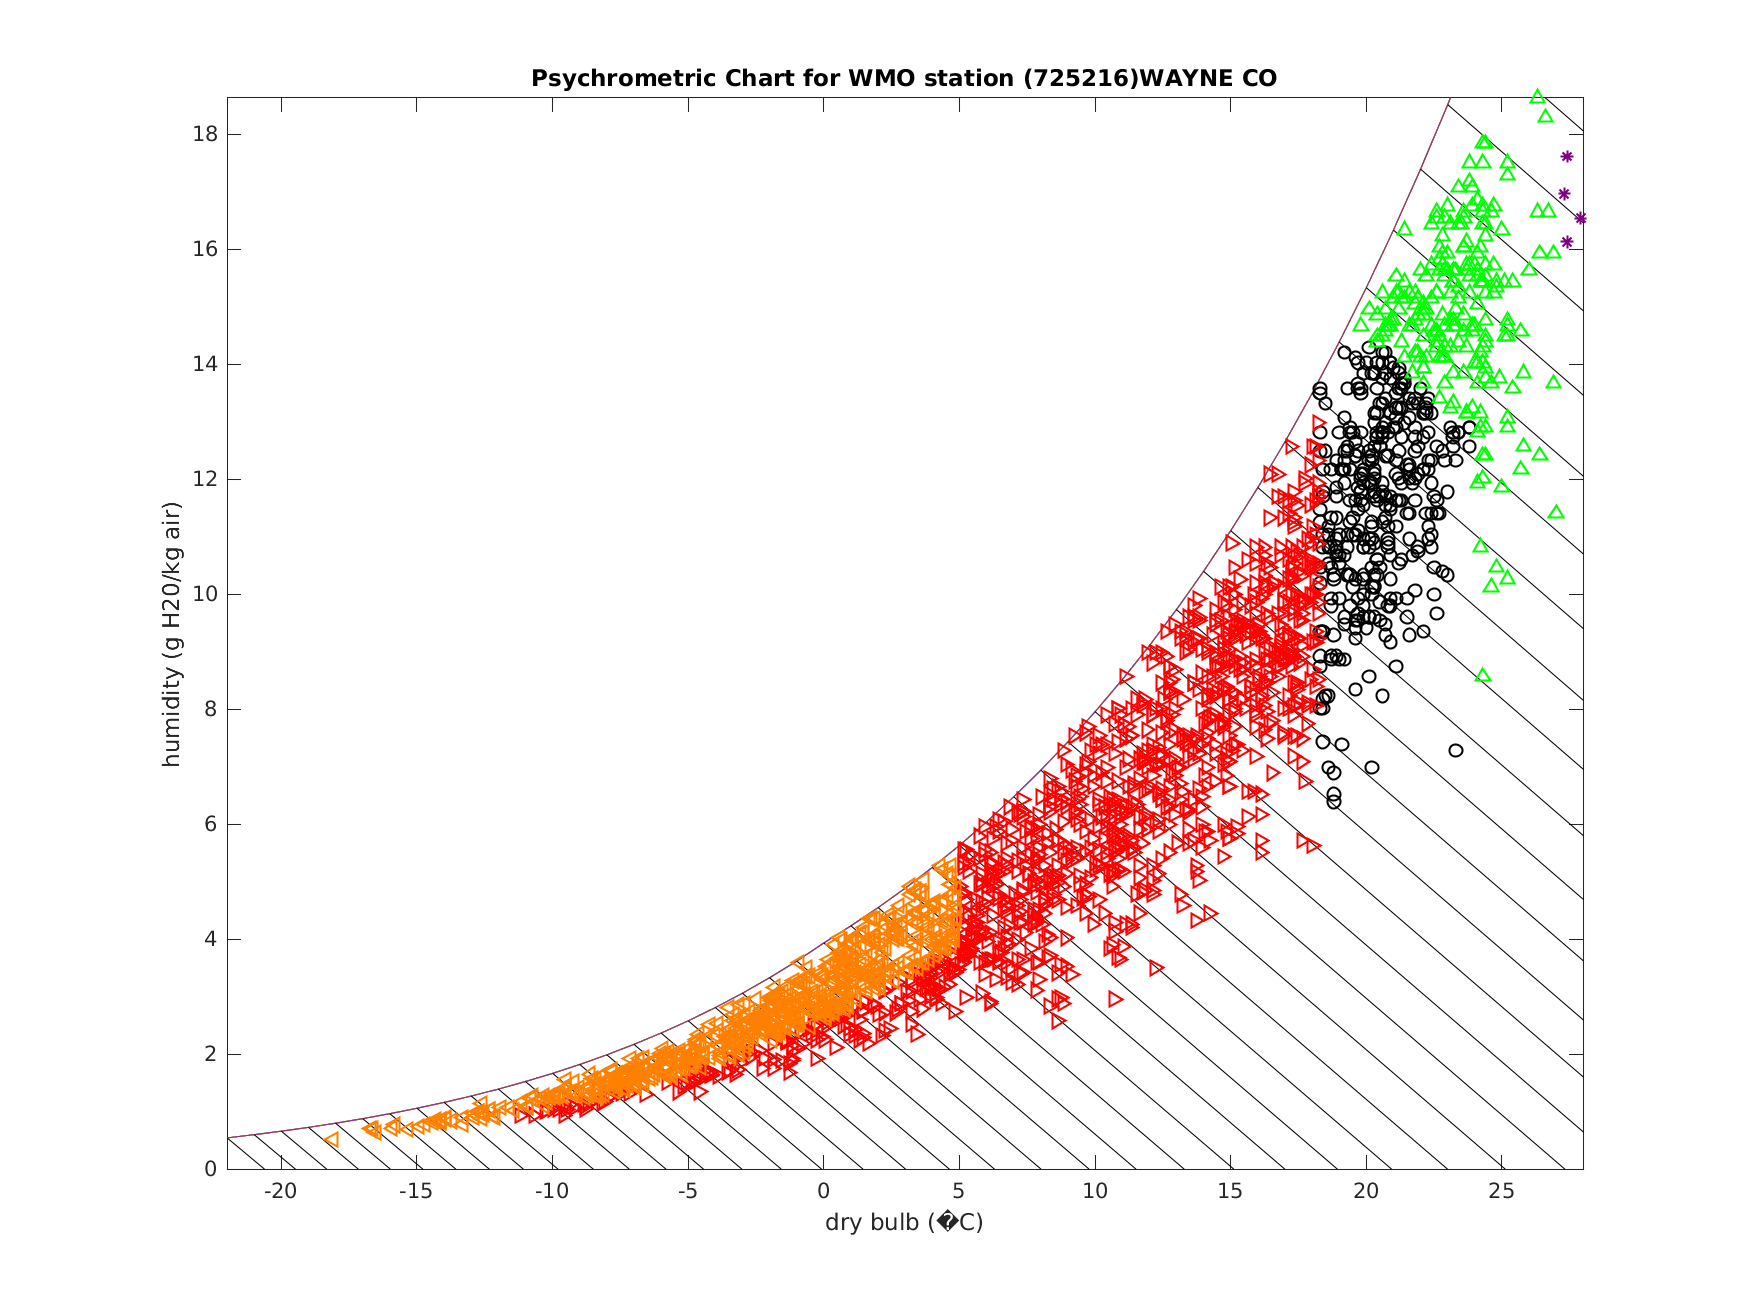 Psychrometric Chart for WMO station (725216)WAYNE CO
humidity (g H20/kg air)
18
16
14
12
10
8
6
4
2
0
-20 -15 -10 -5 0 5 10 15 20 25
dry bulb (�C)